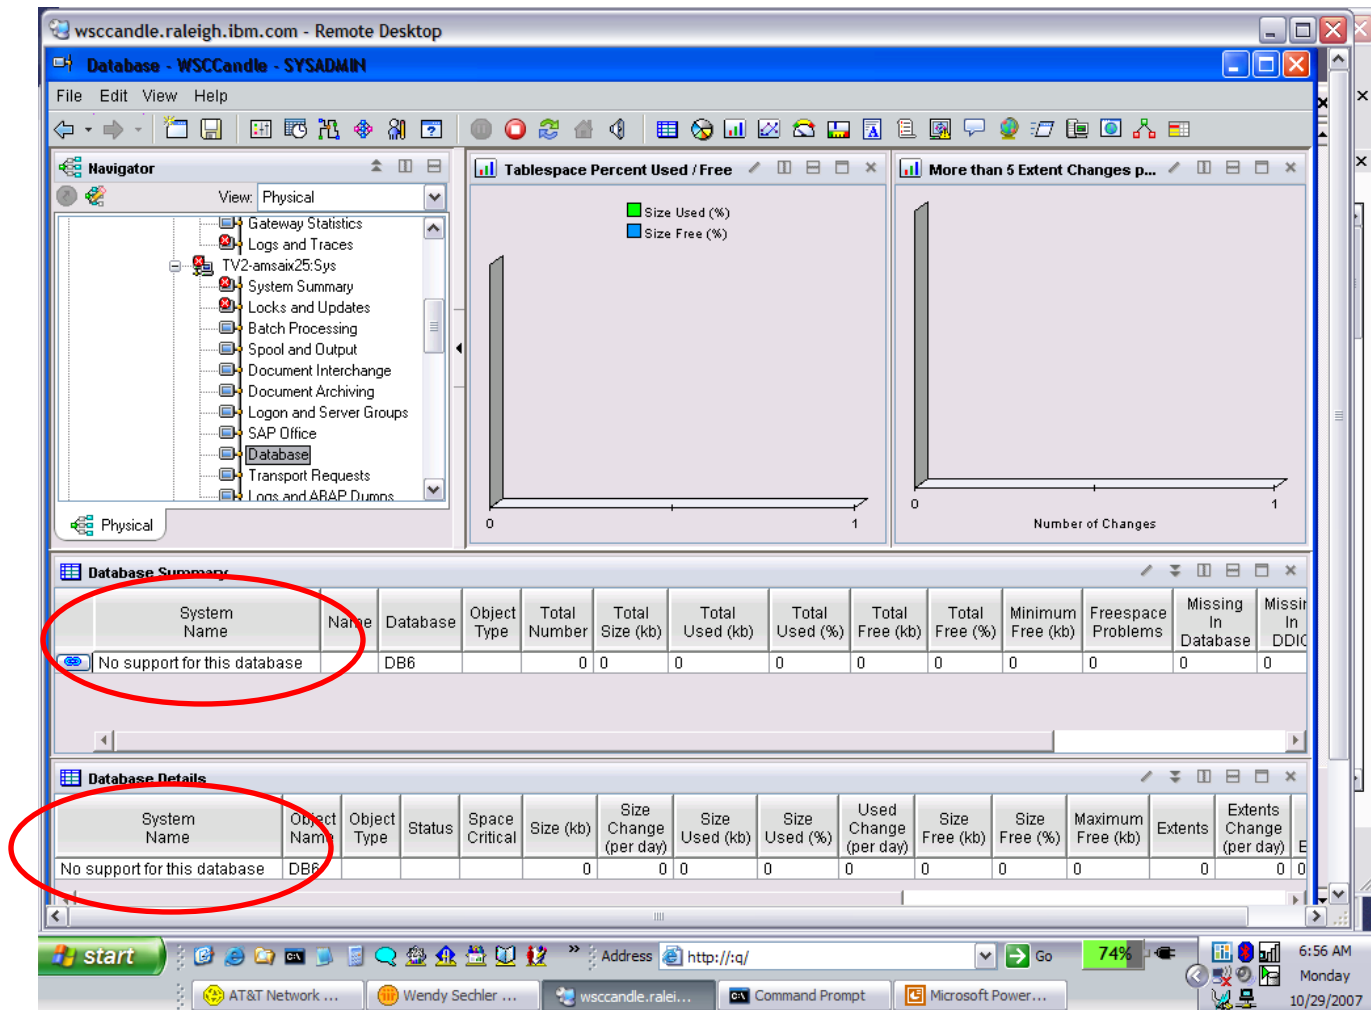 wsccandle.raleigh.ibm.com - Remote Desktop
Database - WSCCandle - SYSADMIN
File Edit View Help
Navigator
View: Physical
Gateway Statistics
Logs and Traces
TV2-amsaix25:Sys
System Summary
Locks and Updates
Batch Processing
Spool and Output
Document Interchange
Document Archiving
Logon and Server Groups
SAP Office
Database
Transport Requests
Logs and ABAP Dumps
Physical
Tablespace Percent Used / Free
Size Used (%)
Size Free (%)
0 1
More than 5 Extent Changes p...
0 1
Number of Changes
Database Summary
System Name Name Database Object Type Total Number Total Size (kb) Total Used (kb) Total Used (%) Total Free (kb) Total Free (%) Minimum Free (kb) Freespace Problems Missing In Database Missin In DDIC
No support for this database DB6 0 0 0 0 0 0 0 0 0 0
Database Details
System Name Object Name Object Type Status Space Critical Size (kb) Size Change (per day) Size Used (kb) Size Used (%) Used Change (per day) Size Free (kb) Size Free (%) Maximum Free (kb) Extents Extents Change (per day) E
No support for this database DB6 0 0 0 0 0 0 0 0 0 0 0
start Address http://:q/ Go 74% 6:56 AM
Monday
AT&T Network ... Wendy Sechler ... wsccandle.ralei... Command Prompt Microsoft Power... 10/29/2007